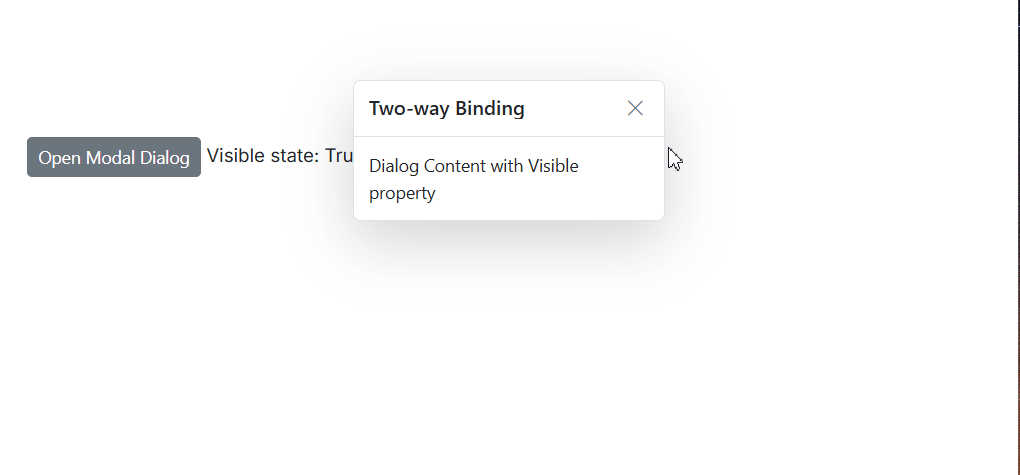 Two-way Binding
Open Modal Dialog
Visible state: Tru
Dialog Content with Visible
property